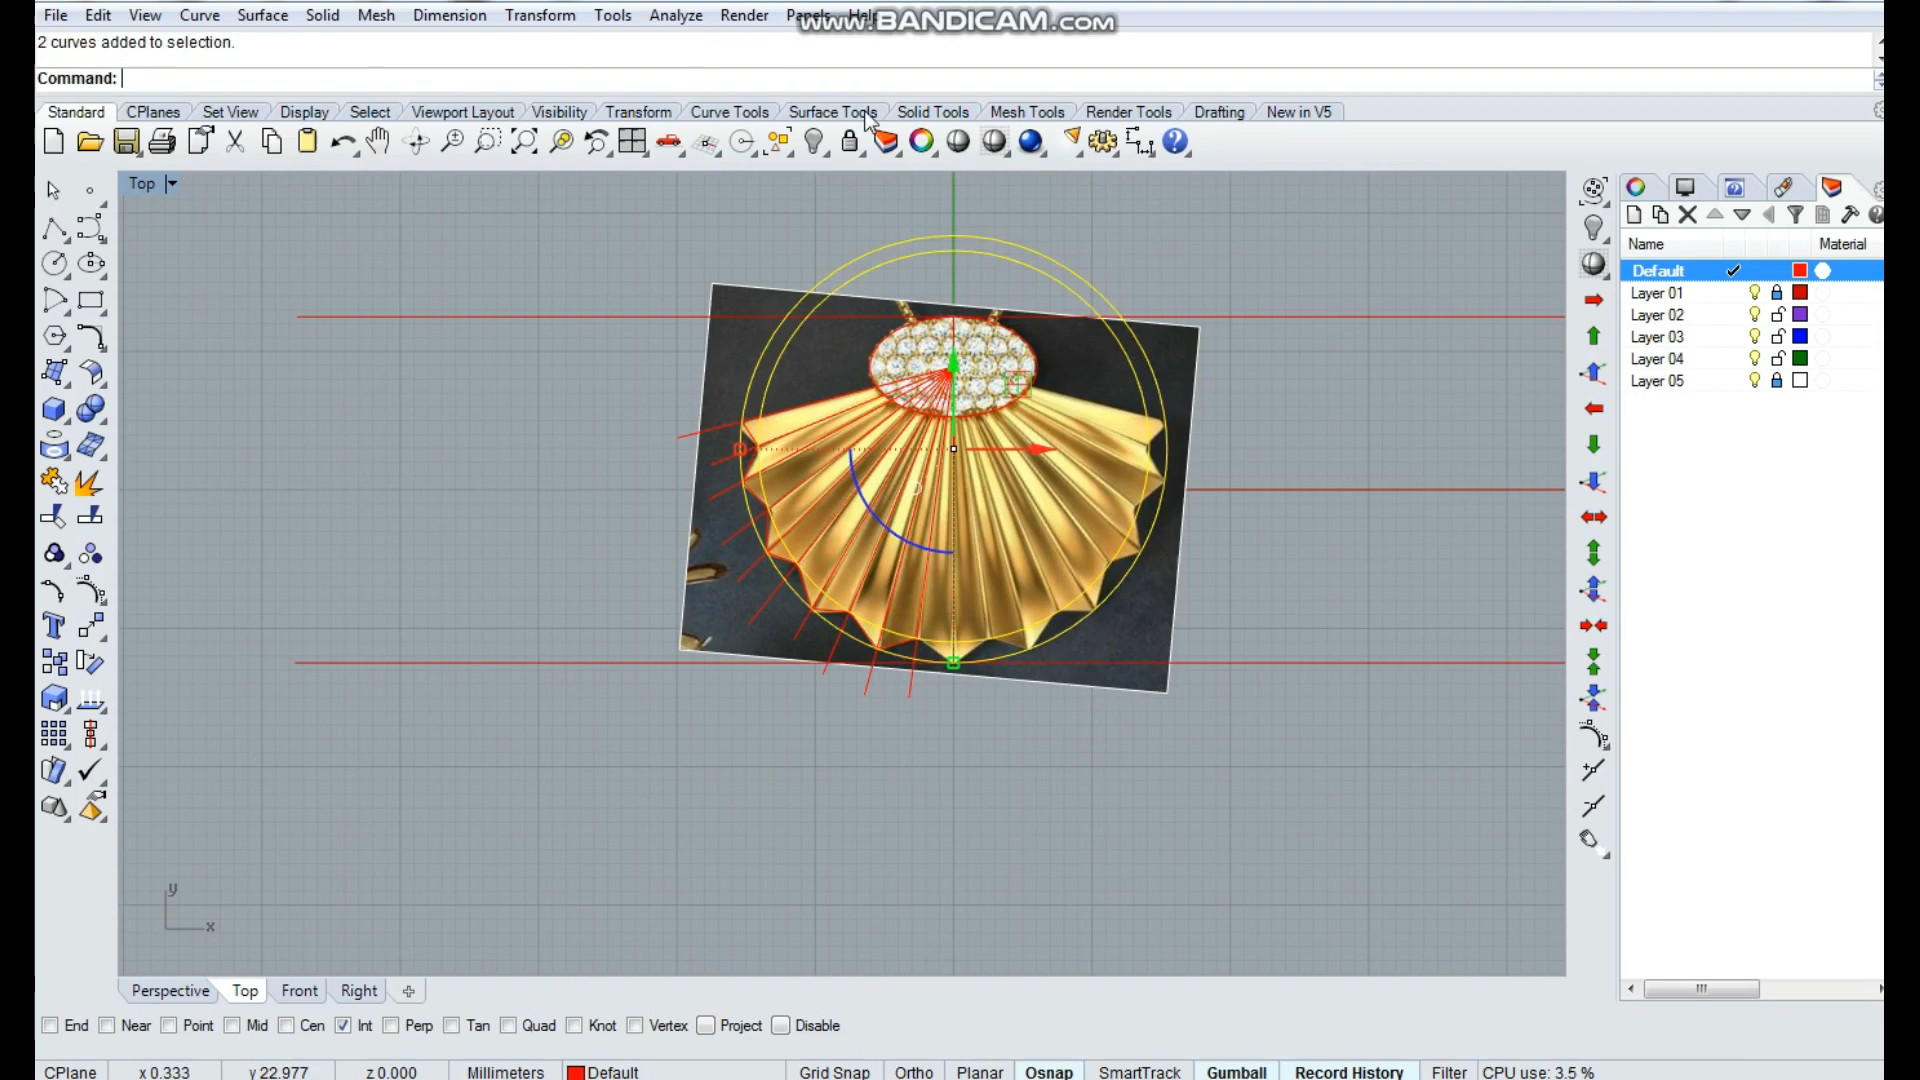 File Edit View Curve Surface Solid Mesh Dimension Transform Tools Analyze Render Panels Help
www.BANDICAM.com
2 curves added to selection.
Command:
Standard CPlanes Set View Display Select Viewport Layout Visibility Transform Curve Tools Surface Tools Solid Tools Mesh Tools Render Tools Drafting New in V5
Top
Name Material
Default
Layer 01
Layer 02
Layer 03
Layer 04
Layer 05
y
x
Perspective Top Front Right
End Near Point Mid Cen Int Perp Tan Quad Knot Vertex Project Disable
CPlane x 0.333 y 22.977 z 0.000 Millimeters Default Grid Snap Ortho Planar Osnap SmartTrack Gumball Record History Filter CPU use: 3.5 %